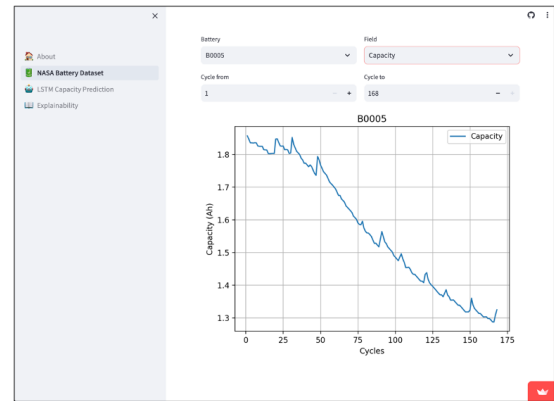 About
NASA Battery Dataset
LSTM Capacity Prediction
Explainability
Battery
Field
B0005
Capacity
Cycle from
Cycle to
1
168
B0005
Capacity
Capacity (Ah)
1.8
1.7
1.6
1.5
1.4
1.3
0 25 50 75 100 125 150 175
Cycles